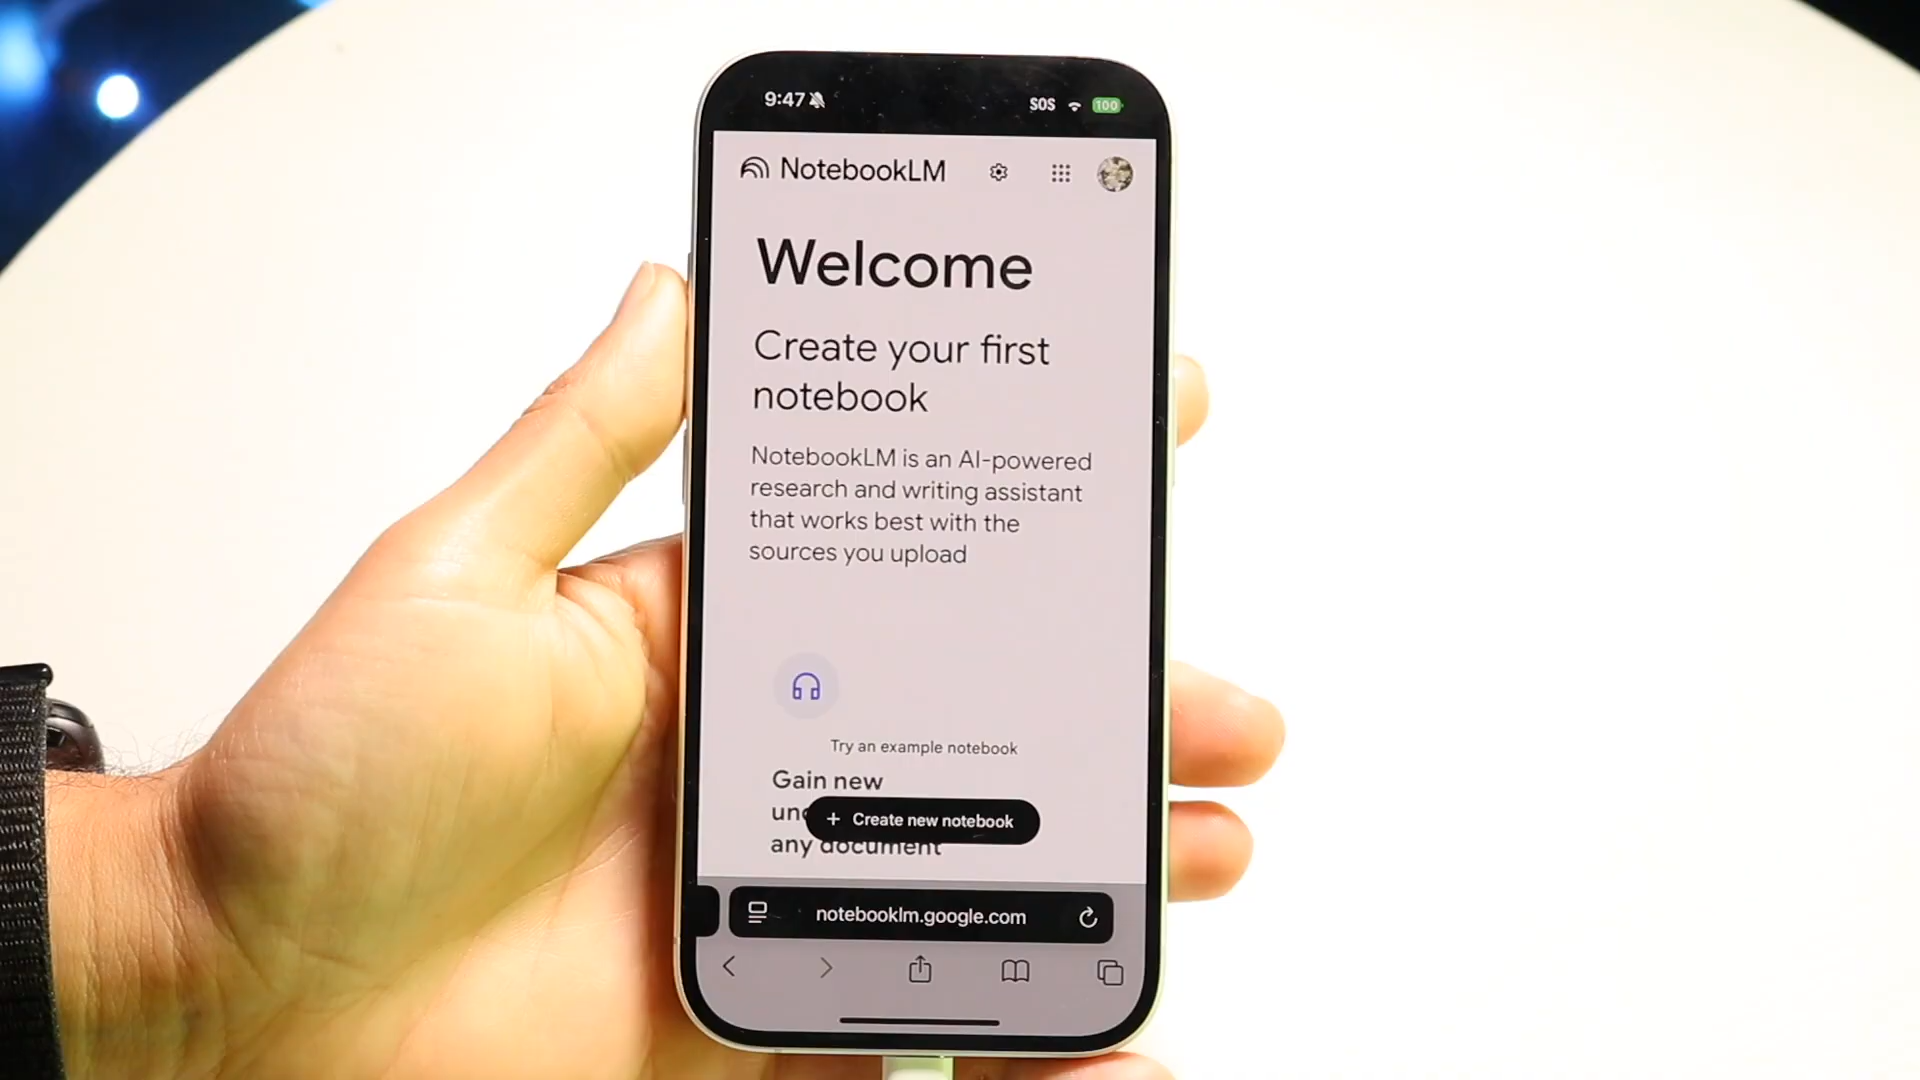 9:47
SOS
100
NotebookLM
Welcome
Create your first
notebook
NotebookLM is an AI-powered
research and writing assistant
that works best with the
sources you upload
Try an example notebook
Gain new
+ Create new notebook
any document
notebooklm.google.com